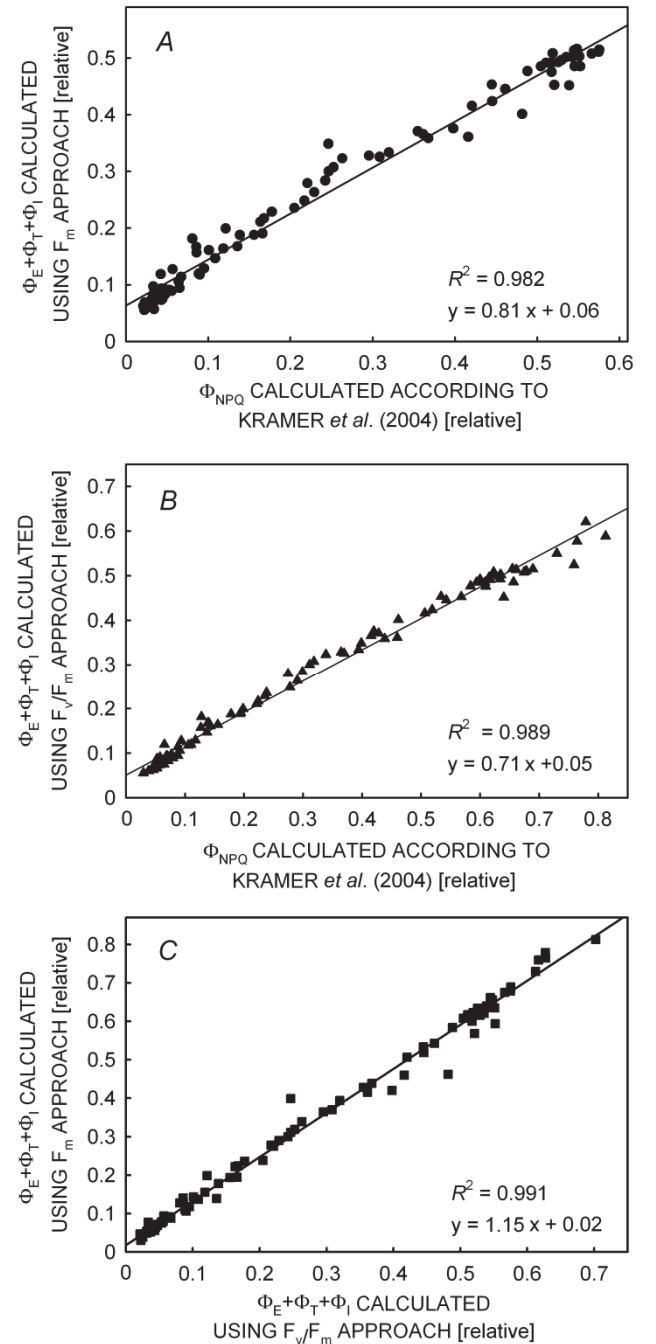 A
Φ_E+Φ_T+Φ_I CALCULATED
USING F_m APPROACH [relative]
0.5
0.4
0.3
0.2
0.1
0
R² = 0.982
y = 0.81 x + 0.06
0 0.1 0.2 0.3 0.4 0.5 0.6
Φ_NPQ CALCULATED ACCORDING TO
KRAMER et al. (2004) [relative]
B
Φ_E+Φ_T+Φ_I CALCULATED
USING F_v/F_m APPROACH [relative]
0.7
0.6
0.5
0.4
0.3
0.2
0.1
0
R² = 0.989
y = 0.71 x +0.05
0 0.1 0.2 0.3 0.4 0.5 0.6 0.7 0.8
Φ_NPQ CALCULATED ACCORDING TO
KRAMER et al. (2004) [relative]
C
Φ_E+Φ_T+Φ_I CALCULATED
USING F_m APPROACH [relative]
0.8
0.7
0.6
0.5
0.4
0.3
0.2
0.1
0
R² = 0.991
y = 1.15 x + 0.02
0 0.1 0.2 0.3 0.4 0.5 0.6 0.7
Φ_E+Φ_T+Φ_I CALCULATED
USING F_v/F_m APPROACH [relative]